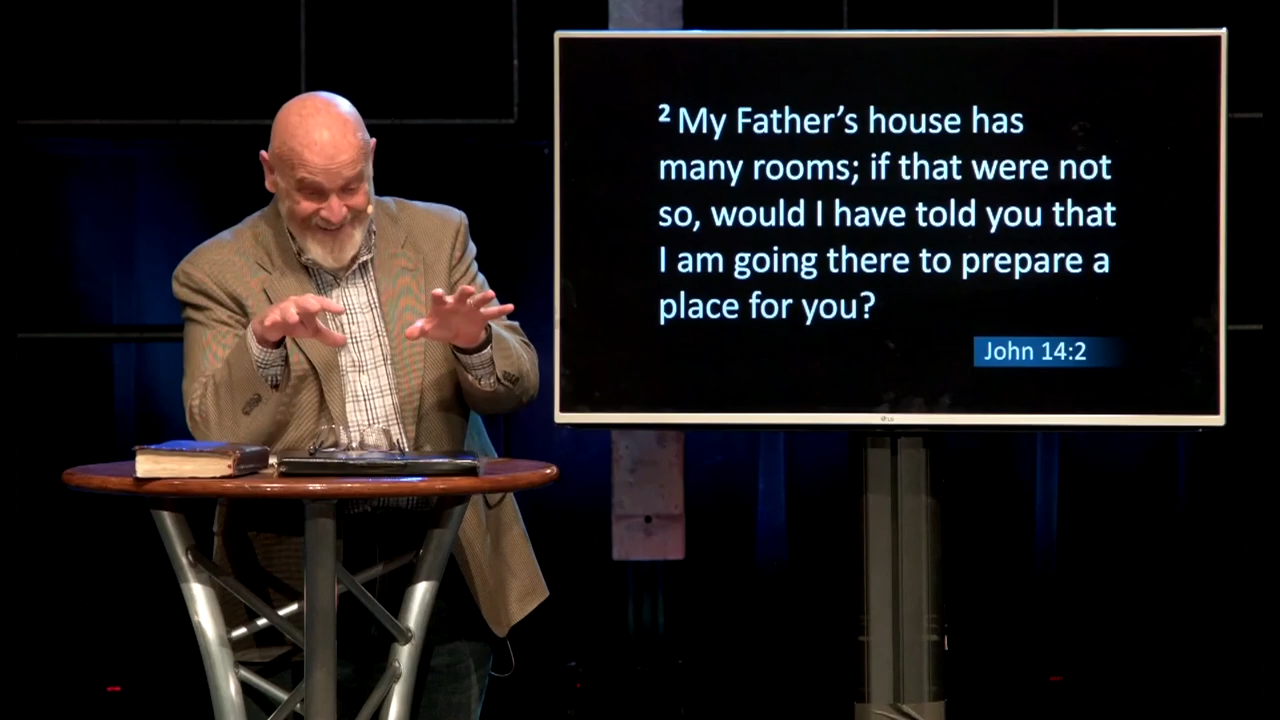 ² My Father’s house has
many rooms; if that were not
so, would I have told you that
I am going there to prepare a
place for you?
John 14:2
LG